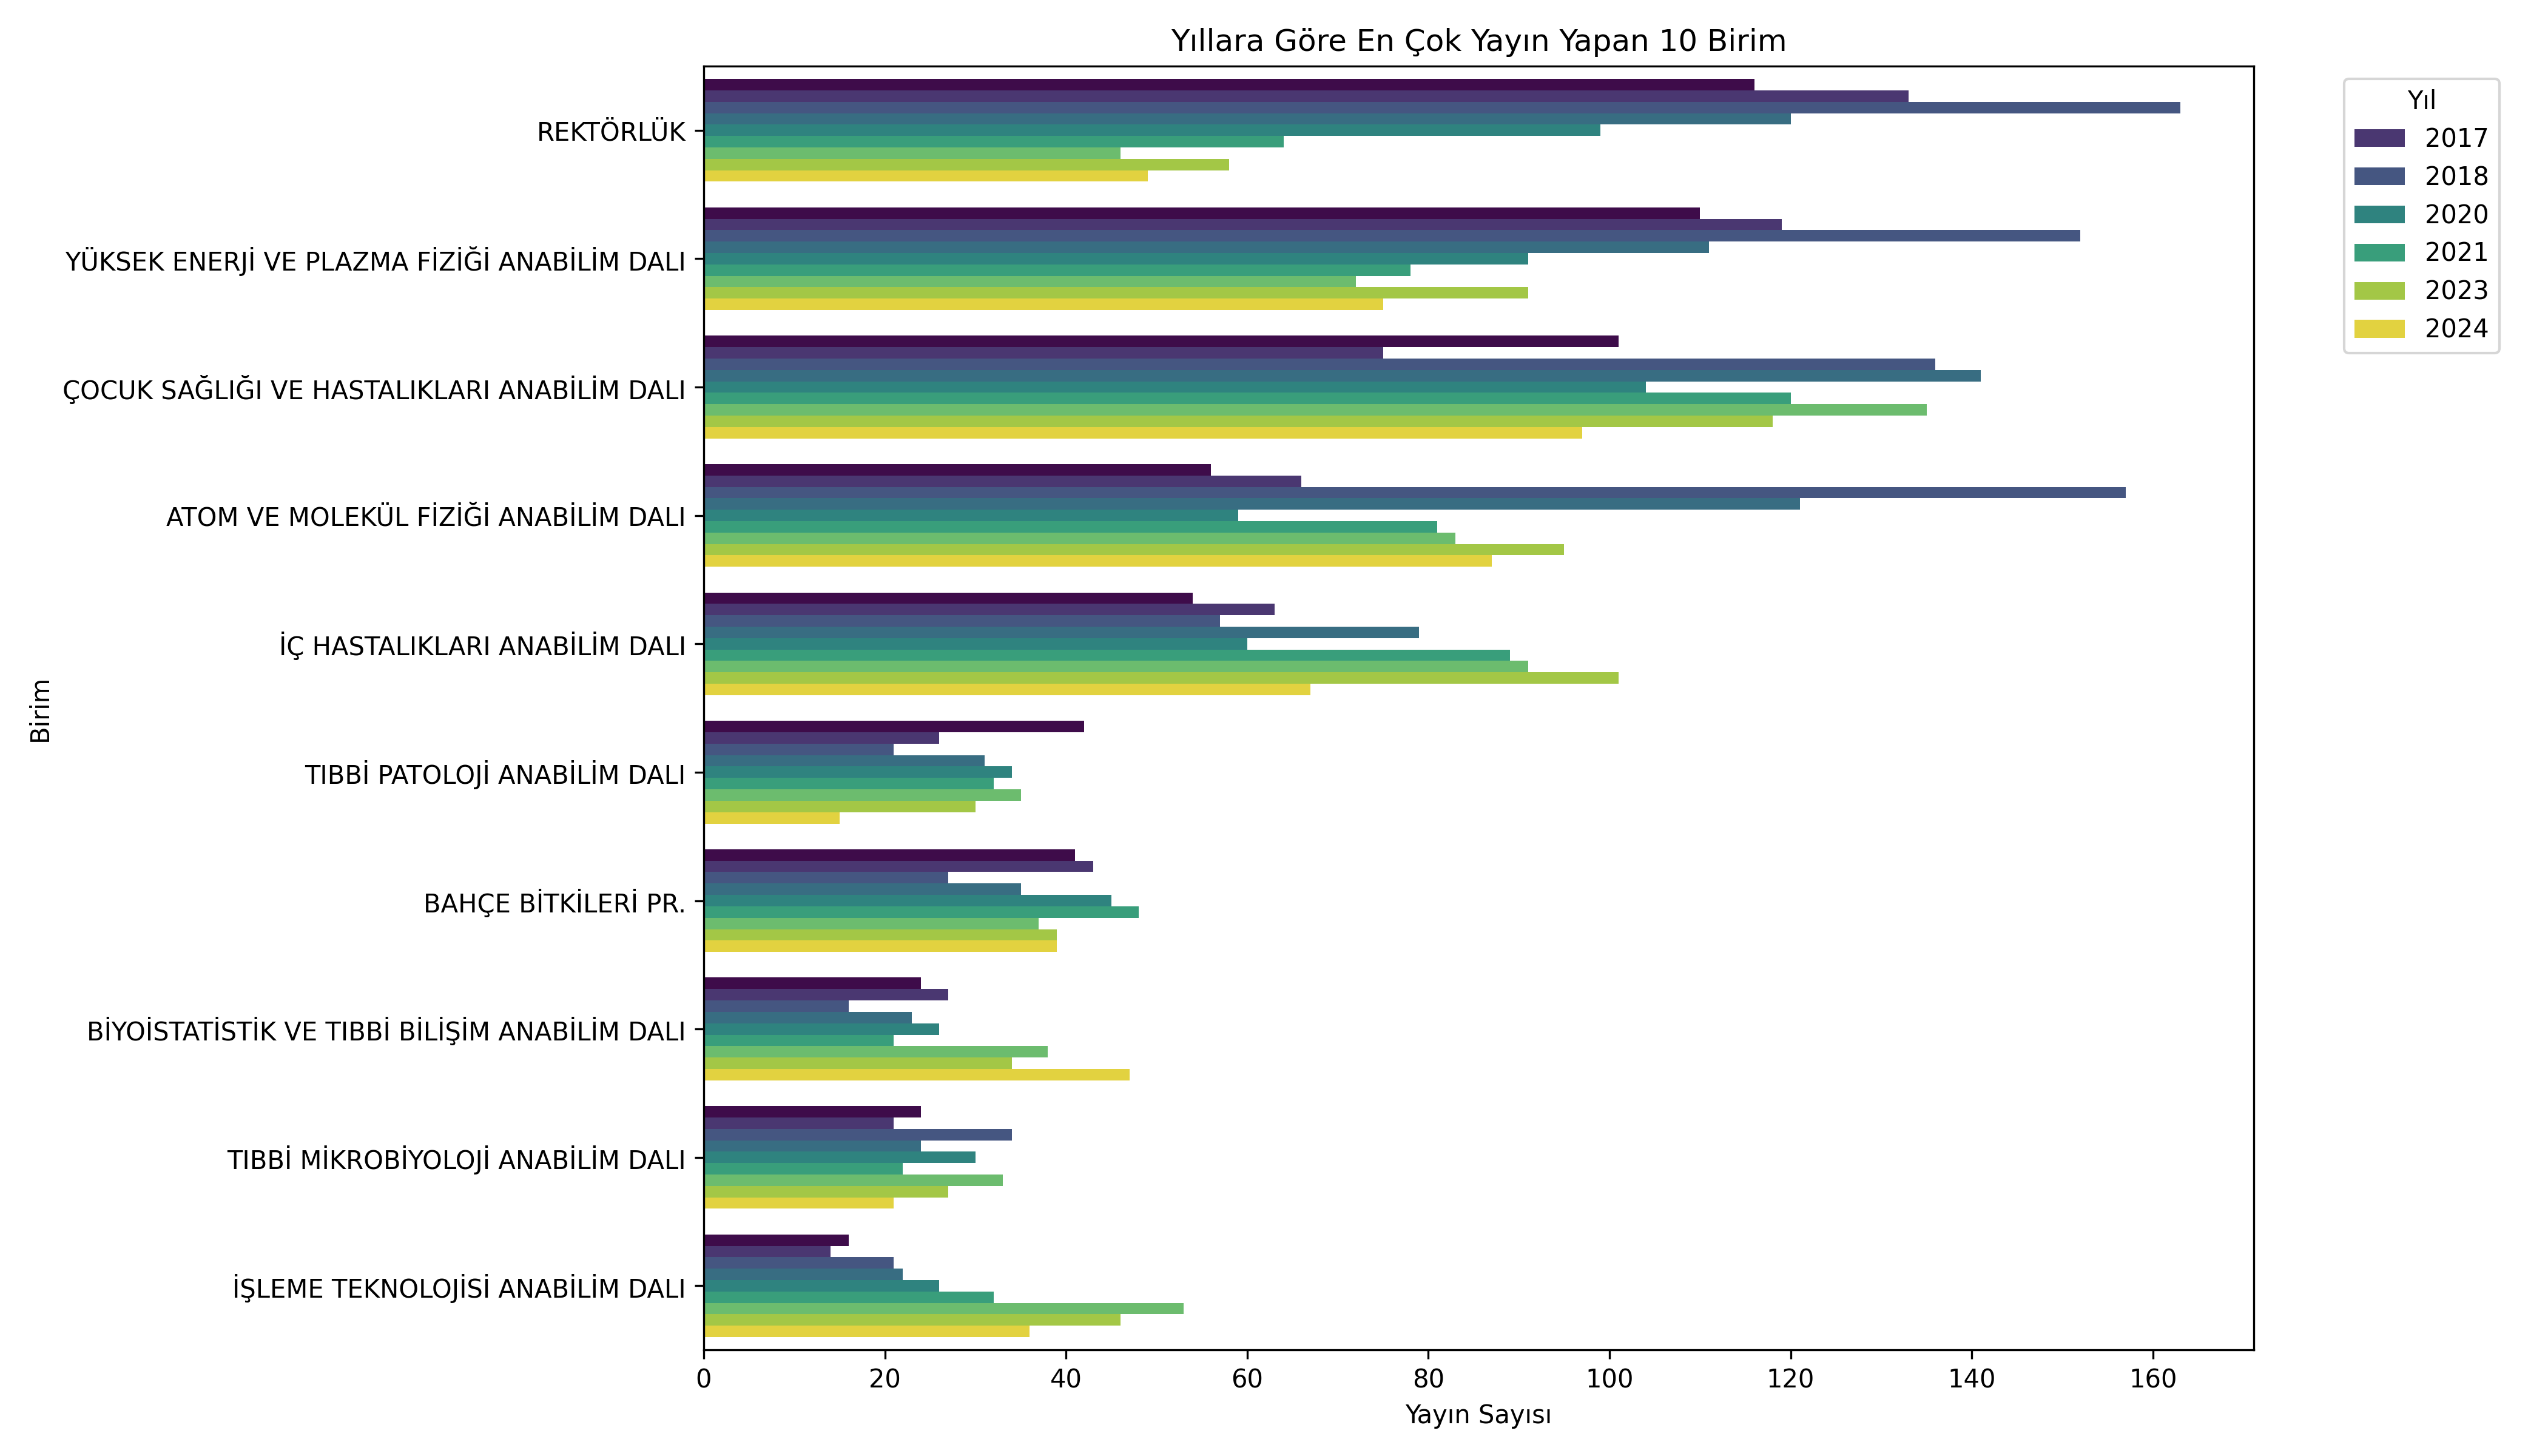 Yıllara Göre En Çok Yayın Yapan 10 Birim
REKTÖRLÜK
YÜKSEK ENERJİ VE PLAZMA FİZİĞİ ANABİLİM DALI
ÇOCUK SAĞLIĞI VE HASTALIKLARI ANABİLİM DALI
ATOM VE MOLEKÜL FİZİĞİ ANABİLİM DALI
İÇ HASTALIKLARI ANABİLİM DALI
TIBBİ PATOLOJİ ANABİLİM DALI
BAHÇE BİTKİLERİ PR.
BİYOİSTATİSTİK VE TIBBİ BİLİŞİM ANABİLİM DALI
TIBBİ MİKROBİYOLOJİ ANABİLİM DALI
İŞLEME TEKNOLOJİSİ ANABİLİM DALI
Birim
0 20 40 60 80 100 120 140 160
Yayın Sayısı
Yıl
2017
2018
2020
2021
2023
2024